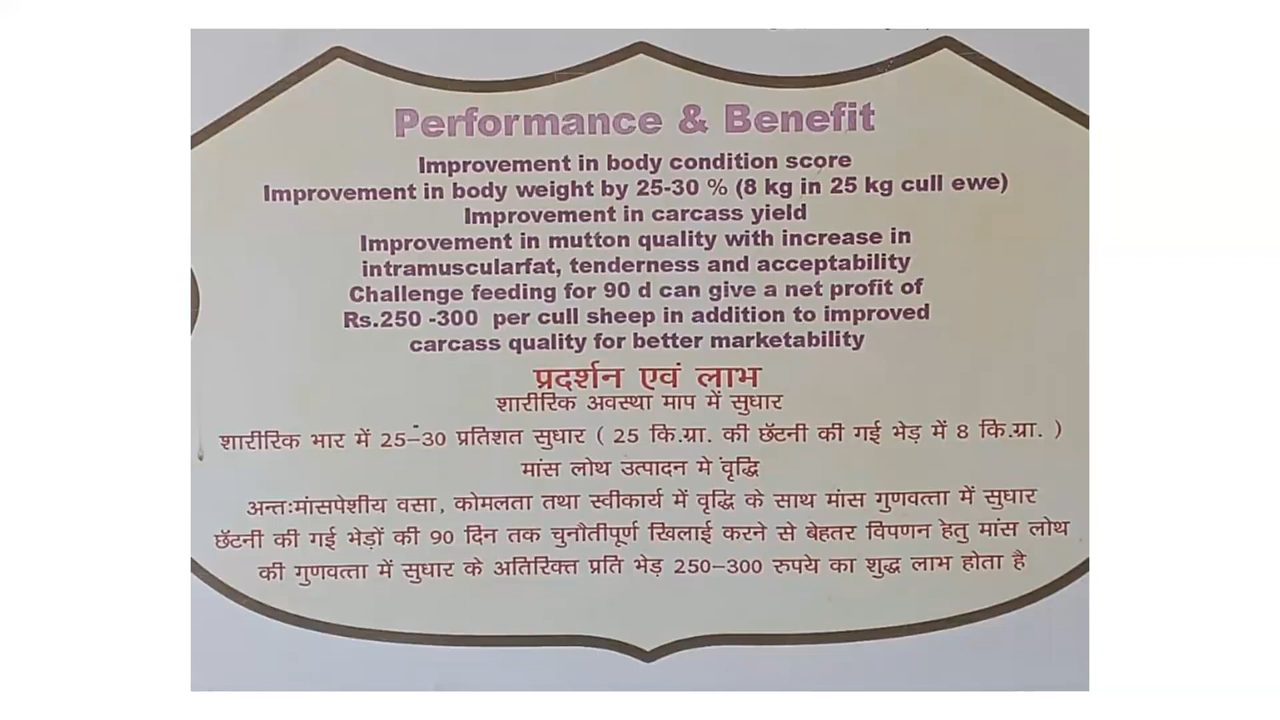 Performance & Benefit
Improvement in body condition score
Improvement in body weight by 25-30 % (8 kg in 25 kg cull ewe)
Improvement in carcass yield
Improvement in mutton quality with increase in
intramuscularfat, tenderness and acceptability
Challenge feeding for 90 d can give a net profit of
Rs.250 -300 per cull sheep in addition to improved
carcass quality for better marketability
प्रदर्शन एवं लाभ
शारीरिक अवस्था माप में सुधार
शारीरिक भार में 25–30 प्रतिशत सुधार ( 25 कि.ग्रा. की छॅटनी की गई भेड़ में 8 कि.ग्रा. )
मांस लोथ उत्पादन मे वृद्धि
अन्तःमांसपेशीय वसा, कोमलता तथा स्वीकार्य में वृद्धि के साथ मांस गुणवत्ता में सुधार
छॅटनी की गई भेड़ों की 90 दिन तक चुनौतीपूर्ण खिलाई करने से बेहतर विपणन हेतु मांस लोथ
की गुणवत्ता में सुधार के अतिरिक्त प्रति भेड़ 250–300 रुपये का शुद्ध लाभ होता है